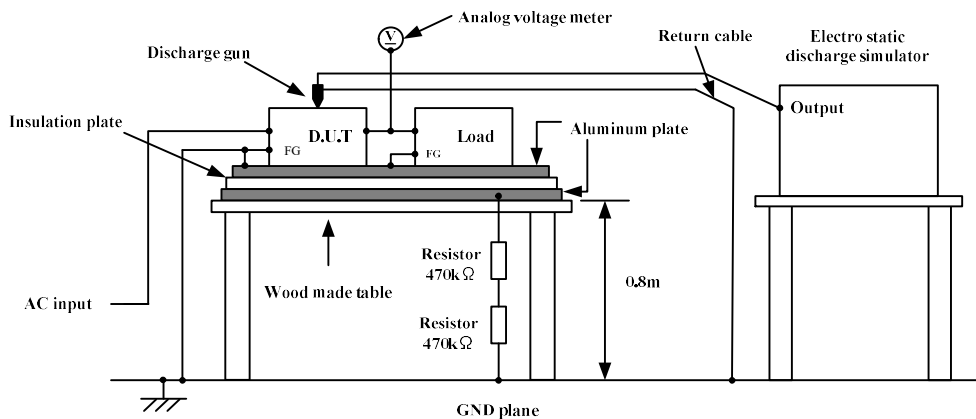 Analog voltage meter
V
Discharge gun
Return cable
Electro static
discharge simulator
Insulation plate
D.U.T
Load
Aluminum plate
Output
FG
FG
Resistor
470kΩ
0.8m
Wood made table
AC input
Resistor
470kΩ
GND plane